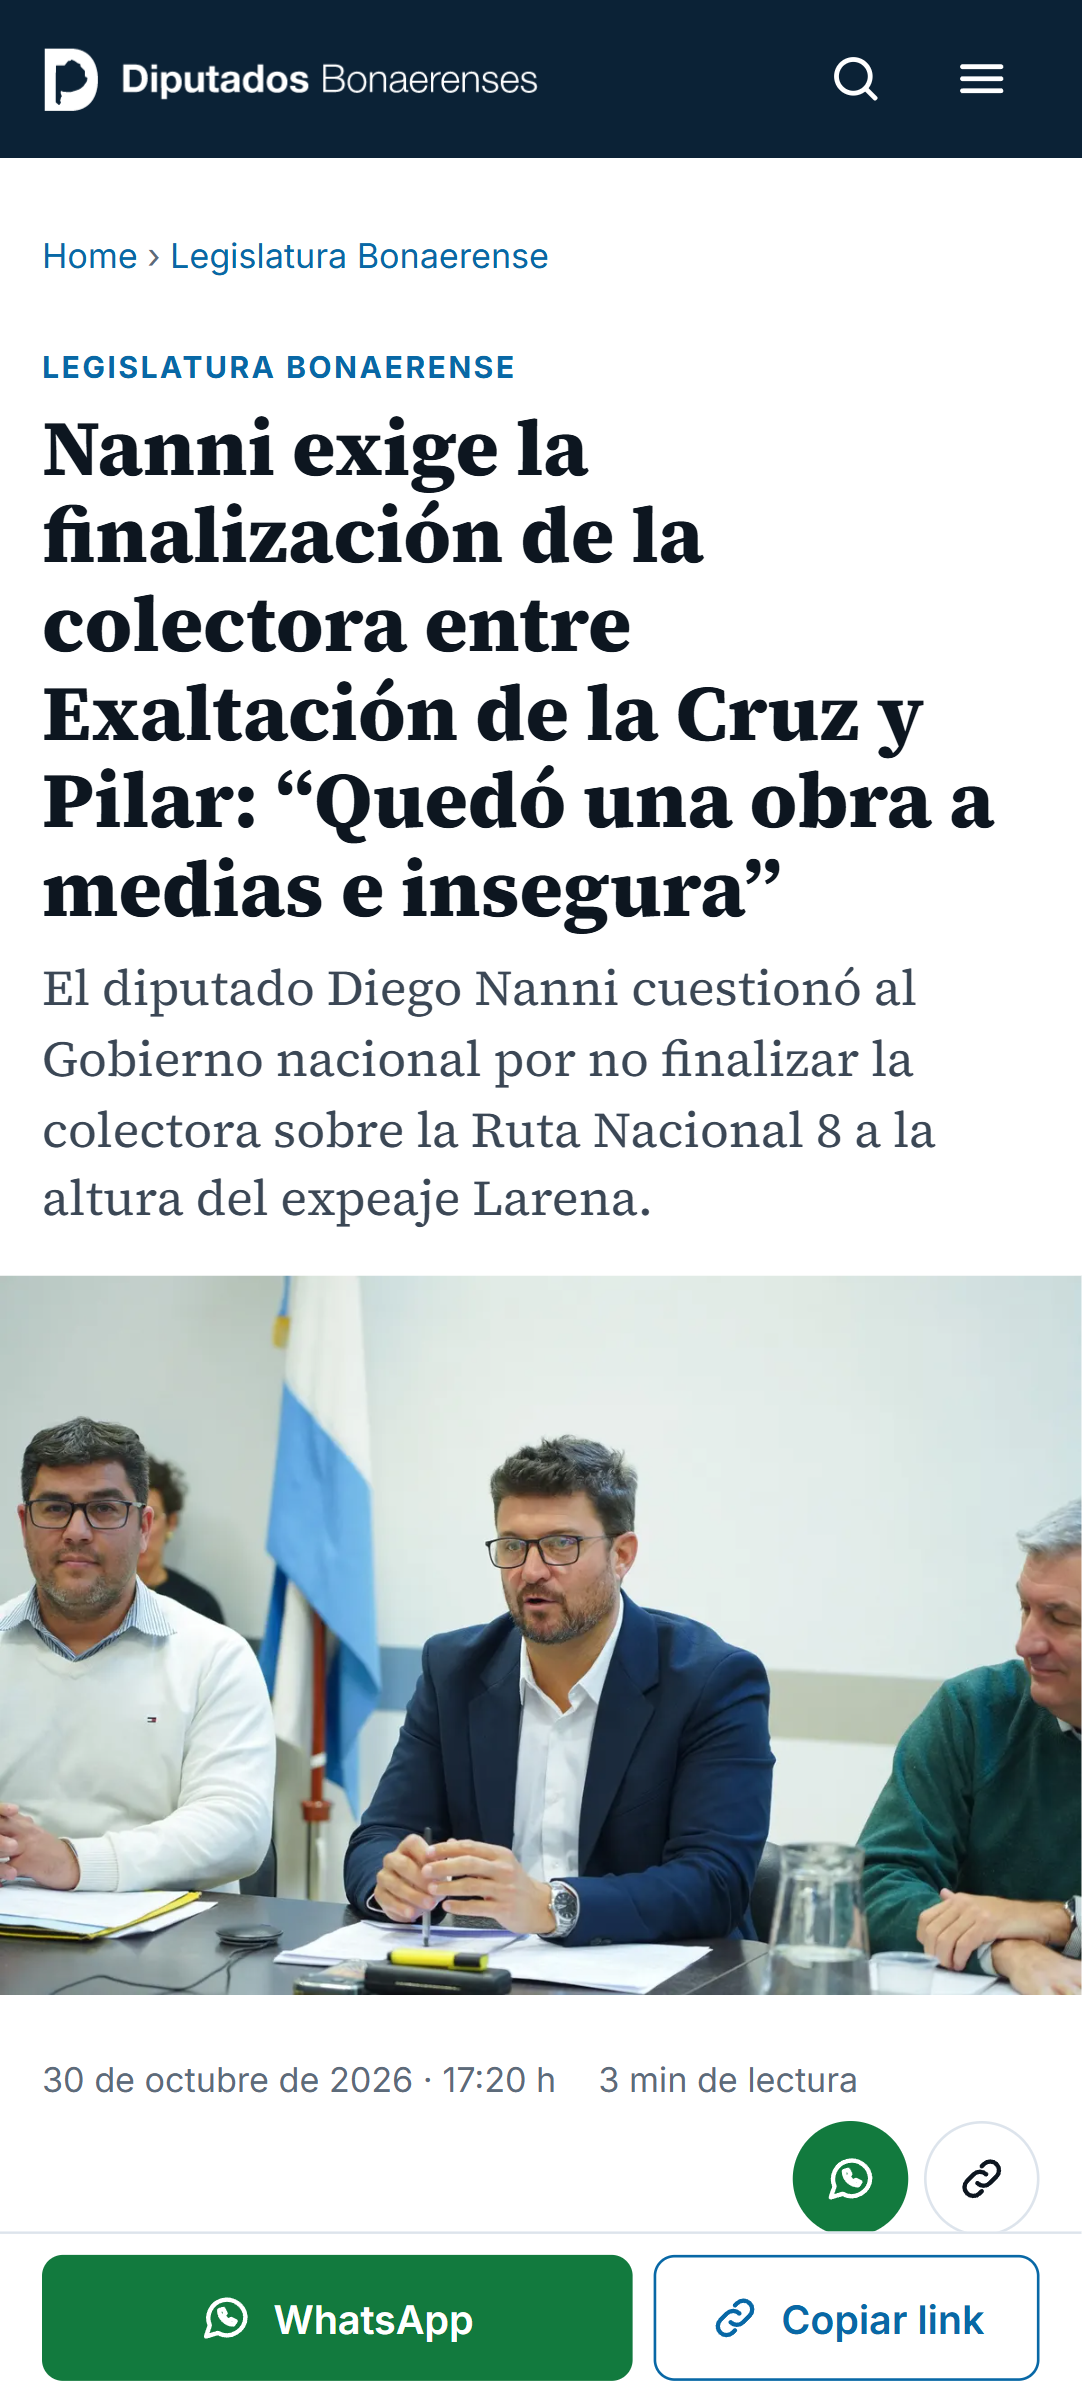 Diputados Bonaerenses
Home › Legislatura Bonaerense
LEGISLATURA BONAERENSE
Nanni exige la
finalización de la
colectora entre
Exaltación de la Cruz y
Pilar: “Quedó una obra a
medias e insegura”
El diputado Diego Nanni cuestionó al
Gobierno nacional por no finalizar la
colectora sobre la Ruta Nacional 8 a la
altura del expeaje Larena.
30 de octubre de 2026 · 17:20 h 3 min de lectura
WhatsApp Copiar link